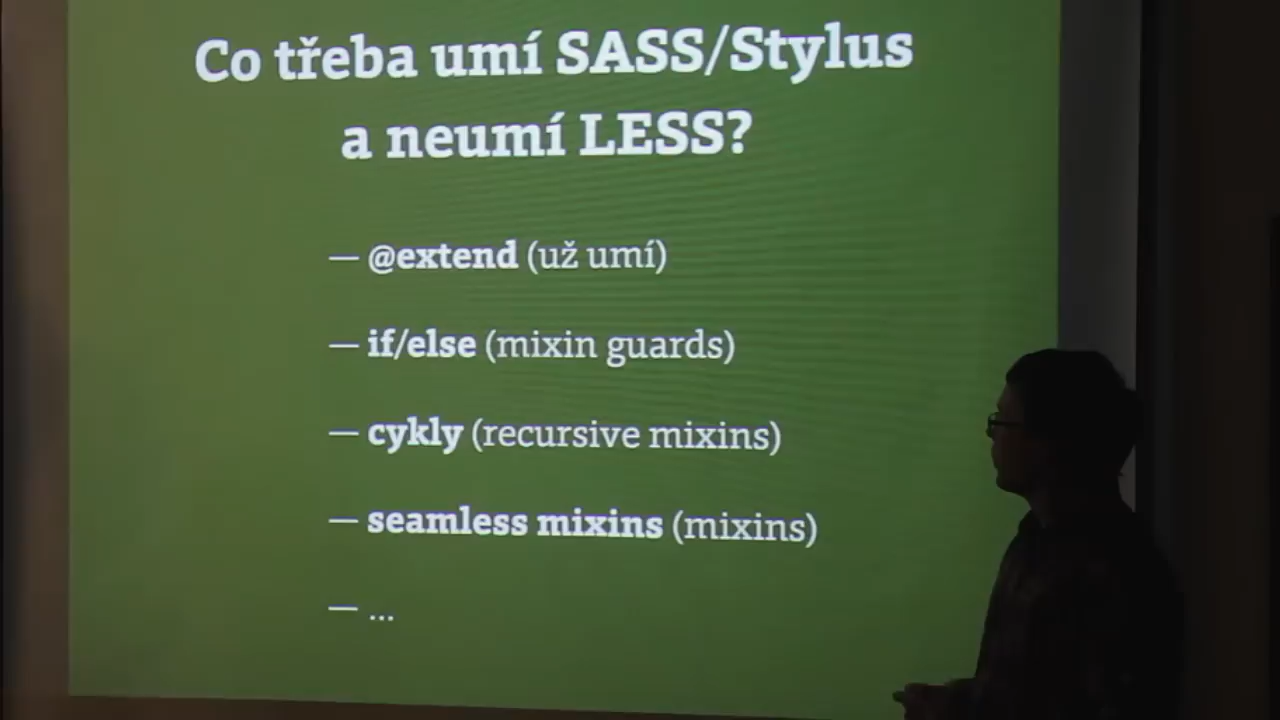 Co třeba umí SASS/Stylus
a neumí LESS?
— @extend (už umí)
— if/else (mixin guards)
— cykly (recursive mixins)
— seamless mixins (mixins)
— ...